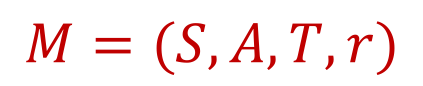 M = (S, A, T, r)